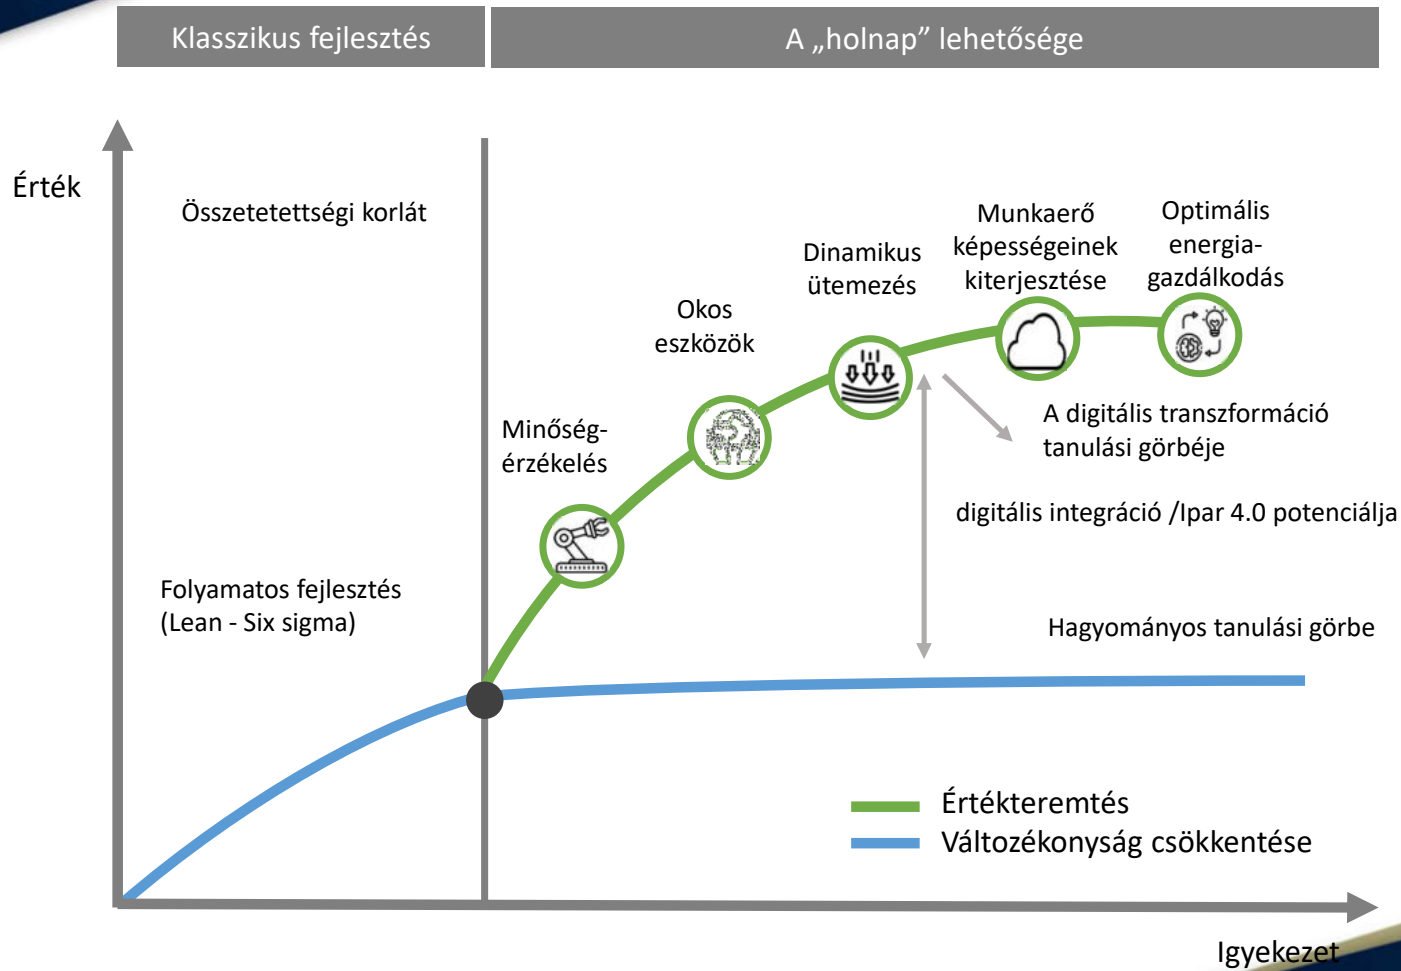 Klasszikus fejlesztés
A „holnap” lehetősége
Érték
Összetetettségi korlát
Munkaerő
képességeinek
kiterjesztése
Optimális
energia-
gazdálkodás
Dinamikus
ütemezés
Okos
eszközök
Minőség-
érzékelés
A digitális transzformáció
tanulási görbéje
digitális integráció /Ipar 4.0 potenciálja
Folyamatos fejlesztés
(Lean - Six sigma)
Hagyományos tanulási görbe
Értékteremtés
Változékonyság csökkentése
Igyekezet